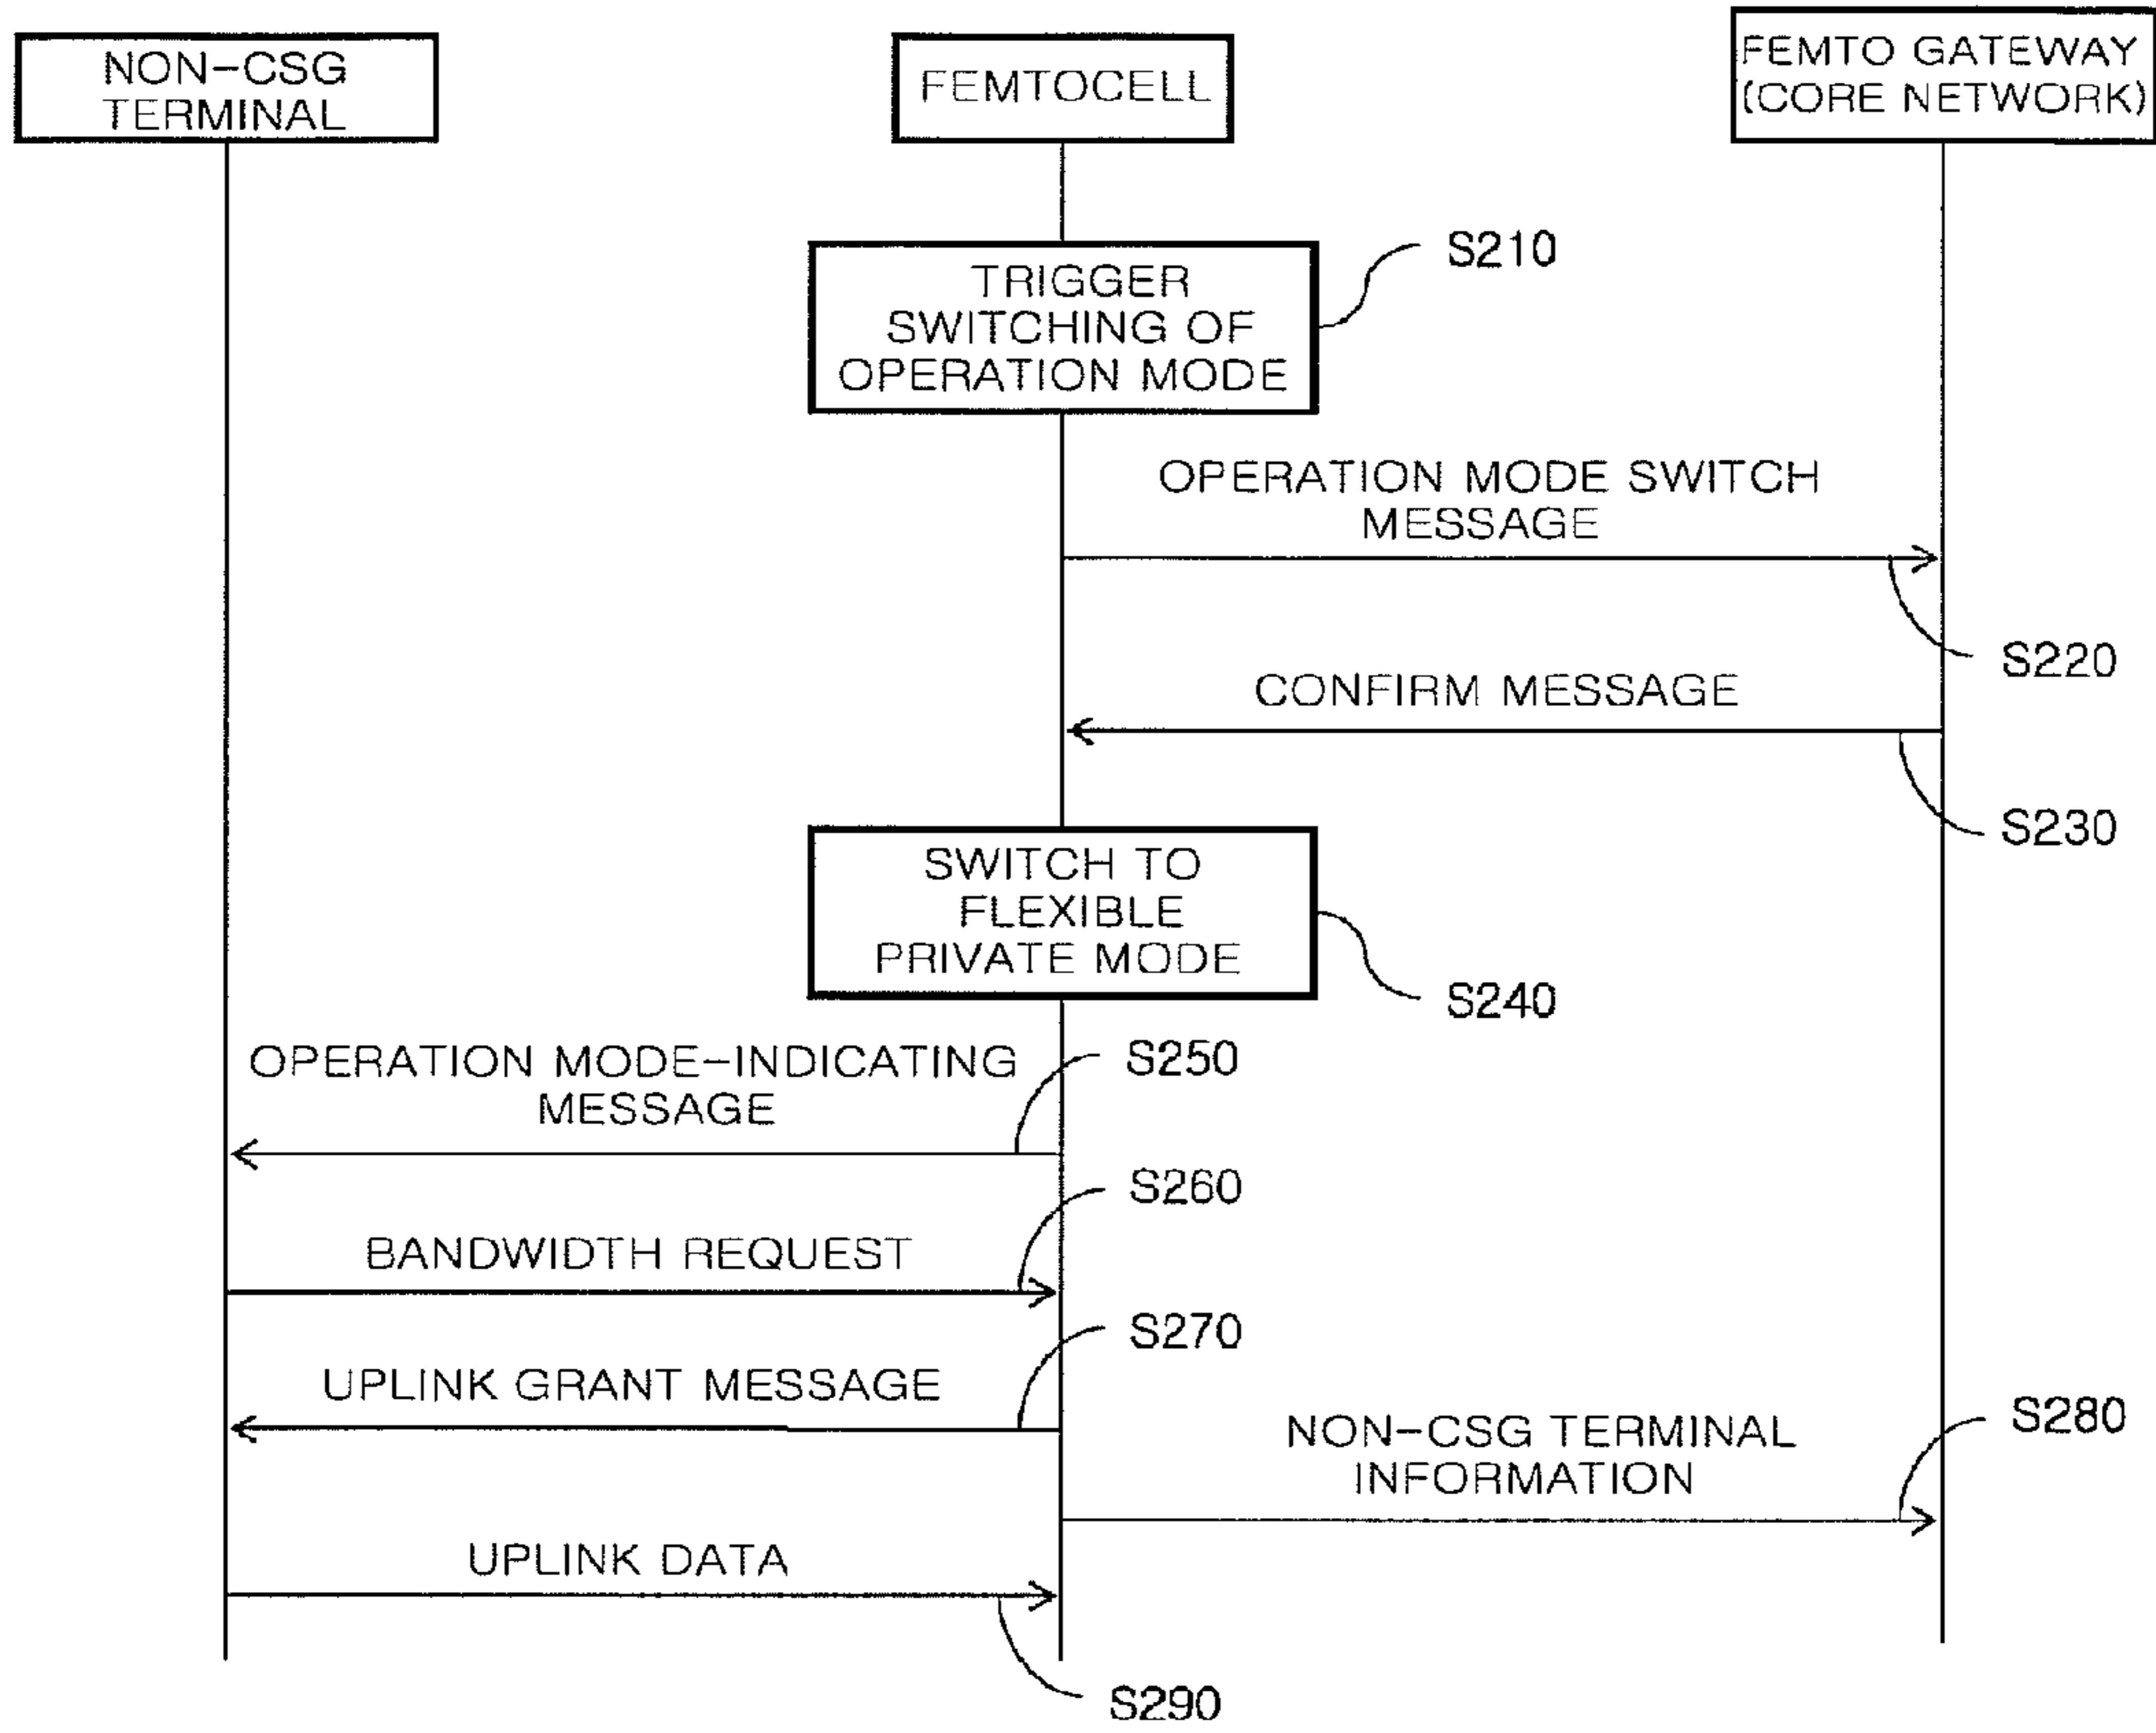 NON-CSG
TERMINAL
FEMTOCELL
FEMTO GATEWAY
(CORE NETWORK)
TRIGGER
SWITCHING OF
OPERATION MODE
S210
OPERATION MODE SWITCH
MESSAGE
S220
CONFIRM MESSAGE
S230
SWITCH TO
FLEXIBLE
PRIVATE MODE
S240
OPERATION MODE-INDICATING
MESSAGE
S250
BANDWIDTH REQUEST
S260
UPLINK GRANT MESSAGE
S270
NON-CSG TERMINAL
INFORMATION
S280
UPLINK DATA
S290